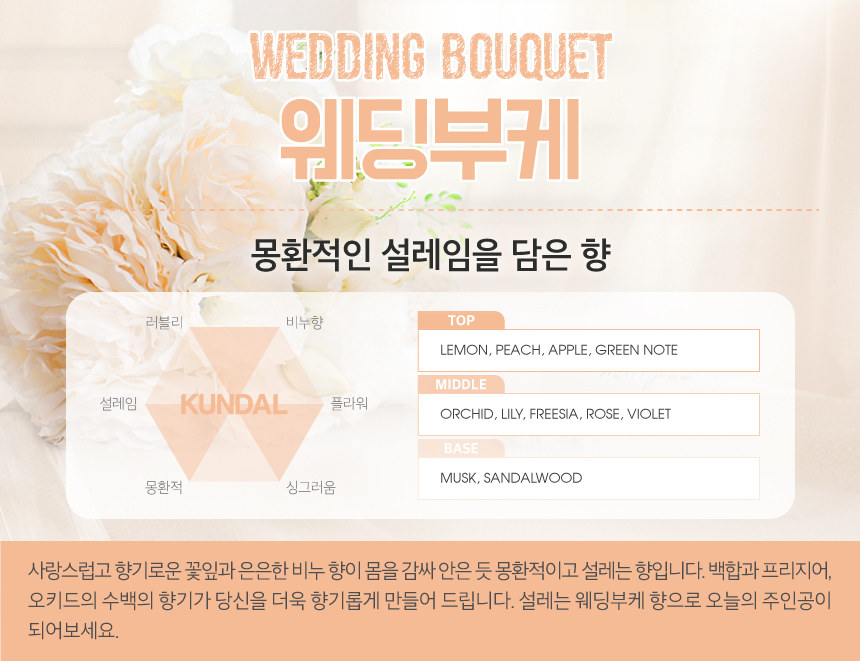 WEDDING BOUQUET
웨딩부케
몽환적인 설레임을 담은 향
러블리
비누향
설레임
KUNDAL
플라워
몽환적
싱그러움
TOP
LEMON, PEACH, APPLE, GREEN NOTE
MIDDLE
ORCHID, LILY, FREESIA, ROSE, VIOLET
BASE
MUSK, SANDALWOOD
사랑스럽고 향기로운 꽃잎과 은은한 비누 향이 몸을 감싸 안은 듯 몽환적이고 설레는 향입니다. 백합과 프리지어,
오키드의 수백의 향기가 당신을 더욱 향기롭게 만들어 드립니다. 설레는 웨딩부케 향으로 오늘의 주인공이
되어보세요.